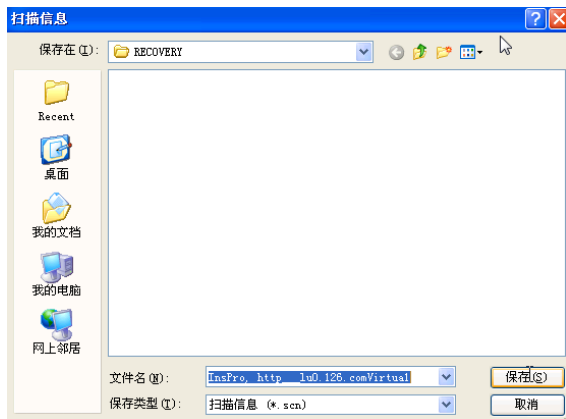 扫描信息
保存在(I):
RECOVERY
Recent
桌面
我的文档
我的电脑
网上邻居
文件名(N):
InsPro, http___lu0.126.comVirtual
保存(S)
保存类型(T):
扫描信息 (*.scn)
取消